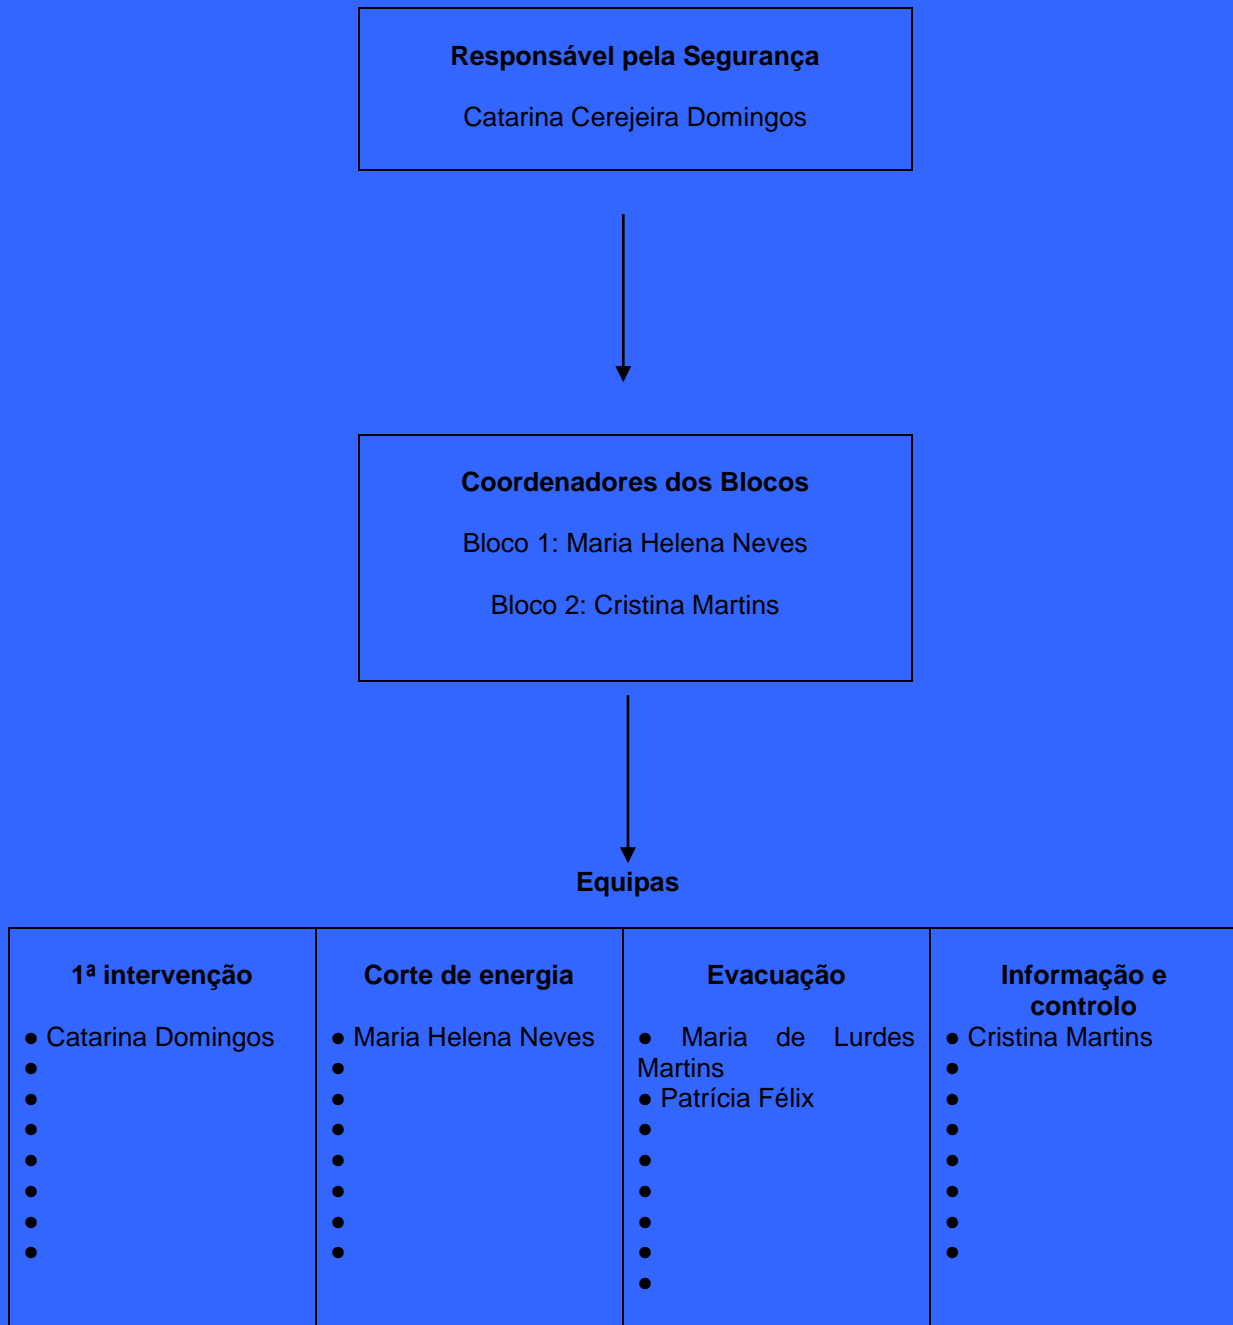 Responsável pela Segurança
Catarina Cerejeira Domingos
Coordenadores dos Blocos
Bloco 1: Maria Helena Neves
Bloco 2: Cristina Martins
Equipas
1ª intervenção
● Catarina Domingos
●
●
●
●
●
●
●
Corte de energia
● Maria Helena Neves
●
●
●
●
●
●
●
Evacuação
● Maria de Lurdes
Martins
● Patrícia Félix
●
●
●
●
●
●
Informação e
controlo
● Cristina Martins
●
●
●
●
●
●
●